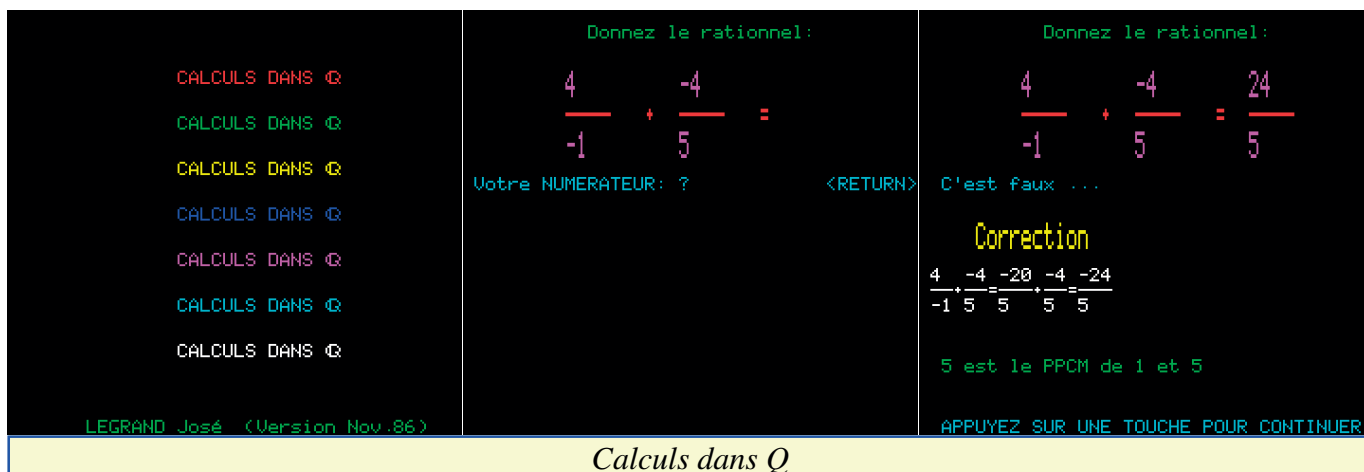 CALCULS DANS ℚ
CALCULS DANS ℚ
CALCULS DANS ℚ
CALCULS DANS ℚ
CALCULS DANS ℚ
CALCULS DANS ℚ
CALCULS DANS ℚ
LEGRAND José (Version Nov.86)
Donnez le rationnel:
4 -4
+ =
-1 5
Votre NUMERATEUR: ? <RETURN>
Donnez le rationnel:
4 -4 24
+ =
-1 5 5
C'est faux ...
Correction
4 -4 -20 -4 -24
+ = + =
-1 5 5 5 5
5 est le PPCM de 1 et 5
APPUYEZ SUR UNE TOUCHE POUR CONTINUER
Calculs dans Q